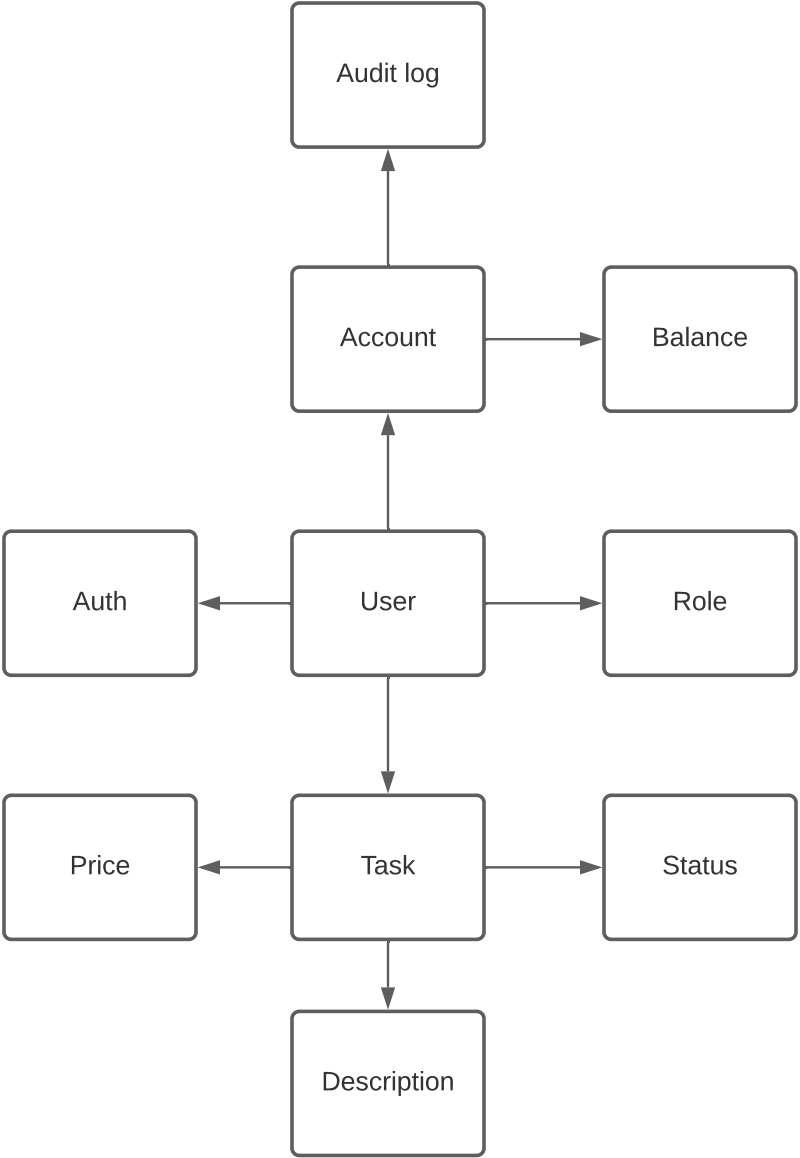 Audit log
Account
Balance
Auth
User
Role
Price
Task
Status
Description